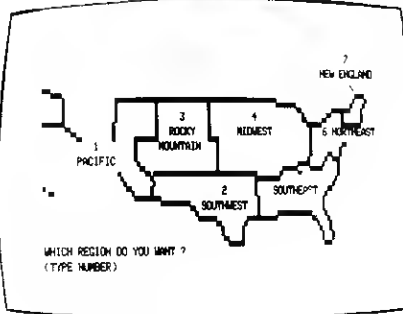 7
NEW ENGLAND
3
ROCKY
MOUNTAIN
4
MIDWEST
6 NORTHEAST
1
PACIFIC
2
SOUTHWEST
SOUTHEAST
WHICH REGION DO YOU WANT ?
(TYPE NUMBER)